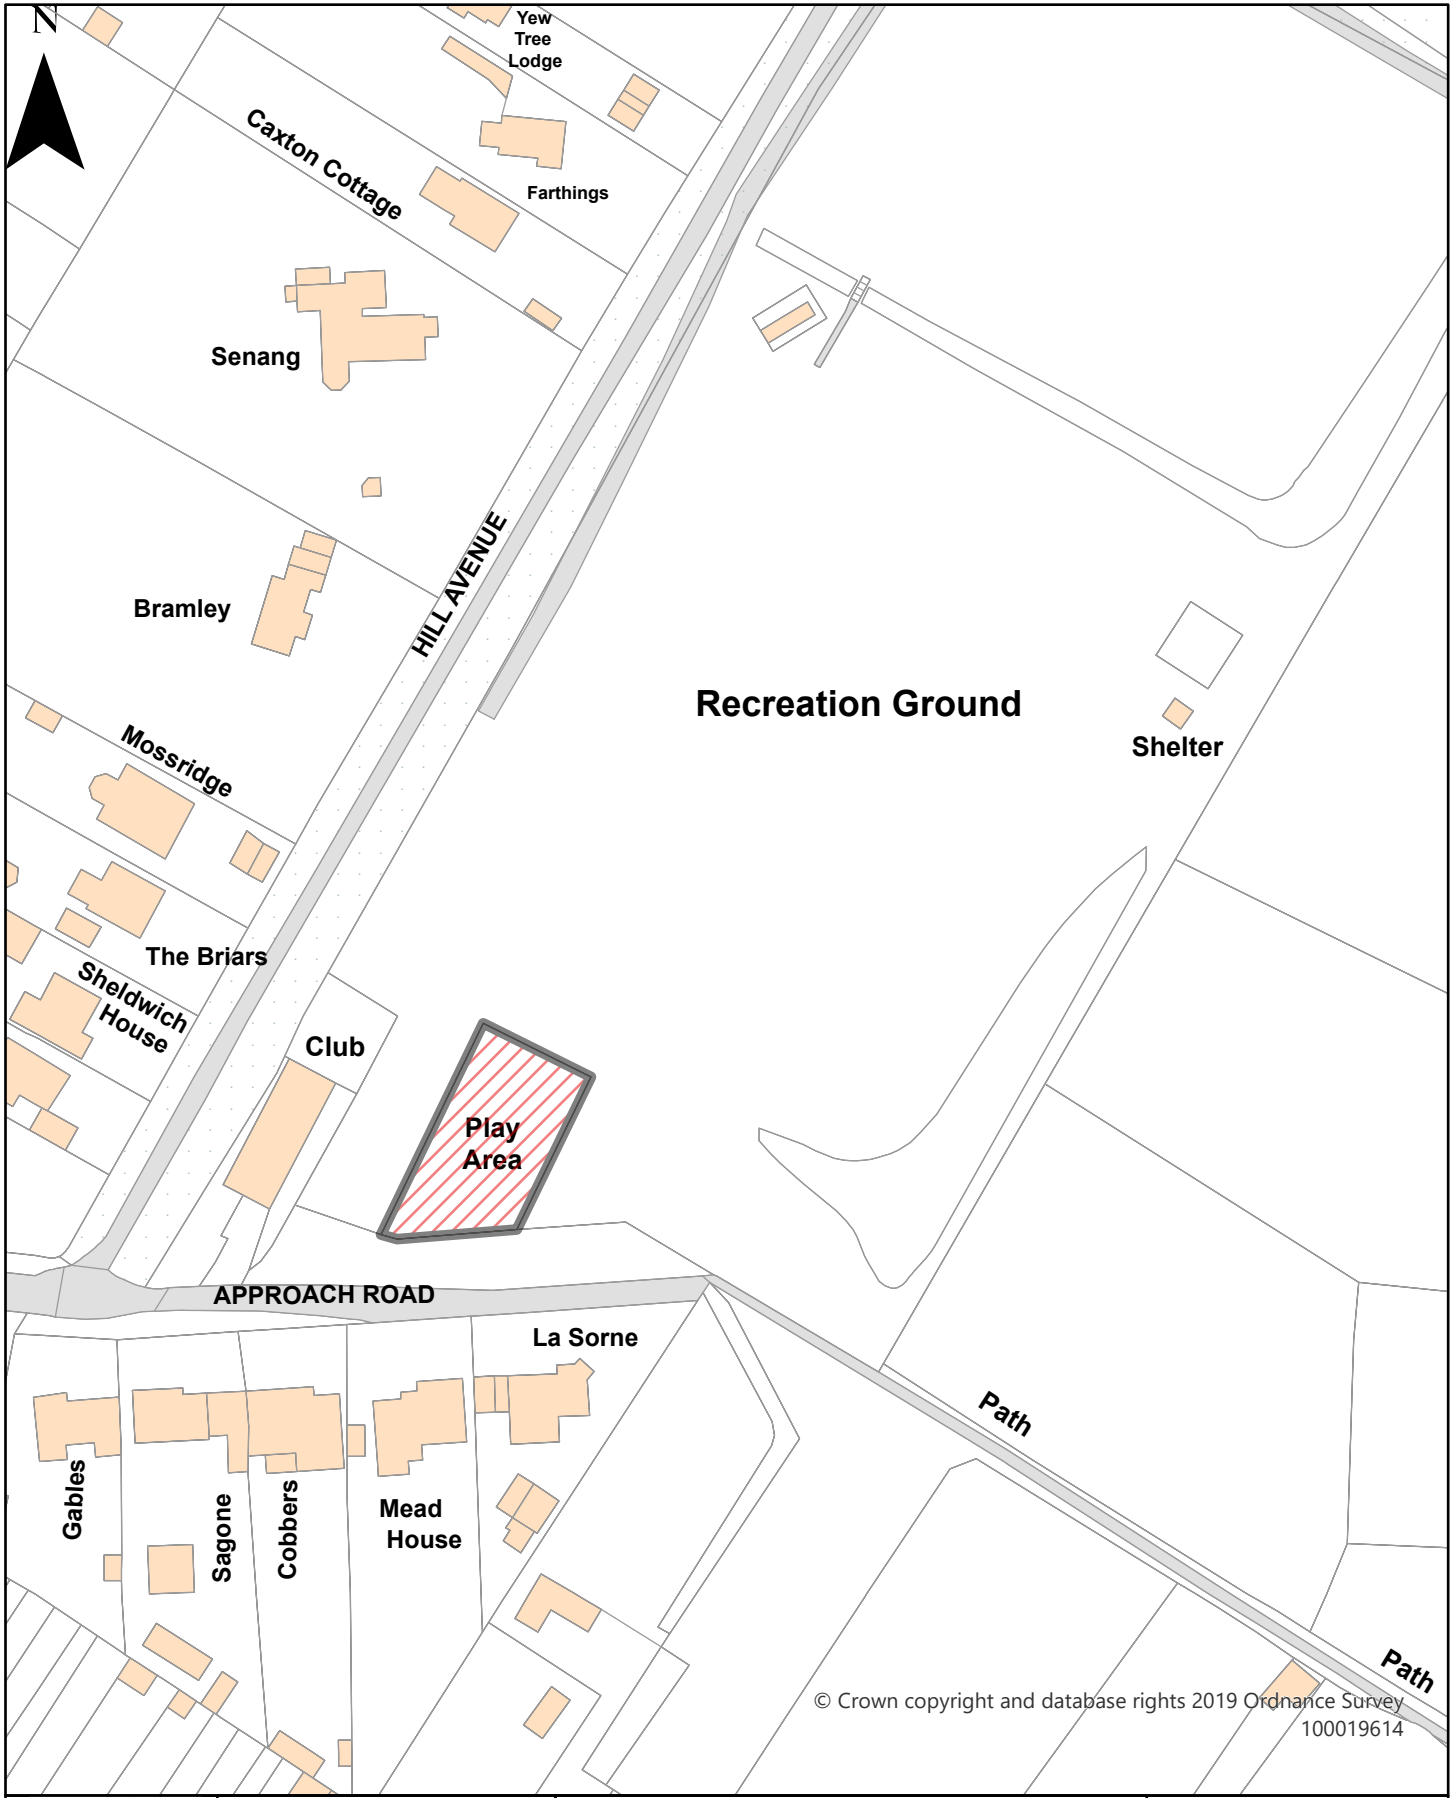 N
Yew
Tree
Lodge
Caxton Cottage
Farthings
Senang
HILL AVENUE
Bramley
Recreation Ground
Mossridge
Shelter
The Briars
Sheldwich
House
Club
Play
Area
APPROACH ROAD
La Sorne
Path
Gables
Sagone
Cobbers
Mead
House
Path
© Crown copyright and database rights 2019 Ordnance Survey
100019614